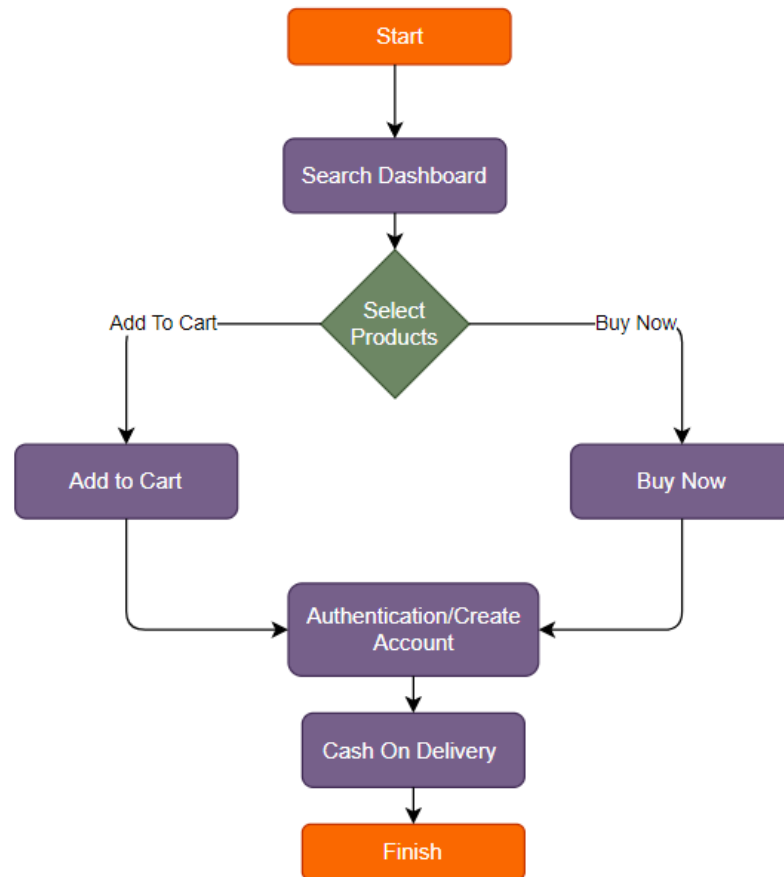 Start
Search Dashboard
Select
Products
Add To Cart
Buy Now
Add to Cart
Buy Now
Authentication/Create
Account
Cash On Delivery
Finish